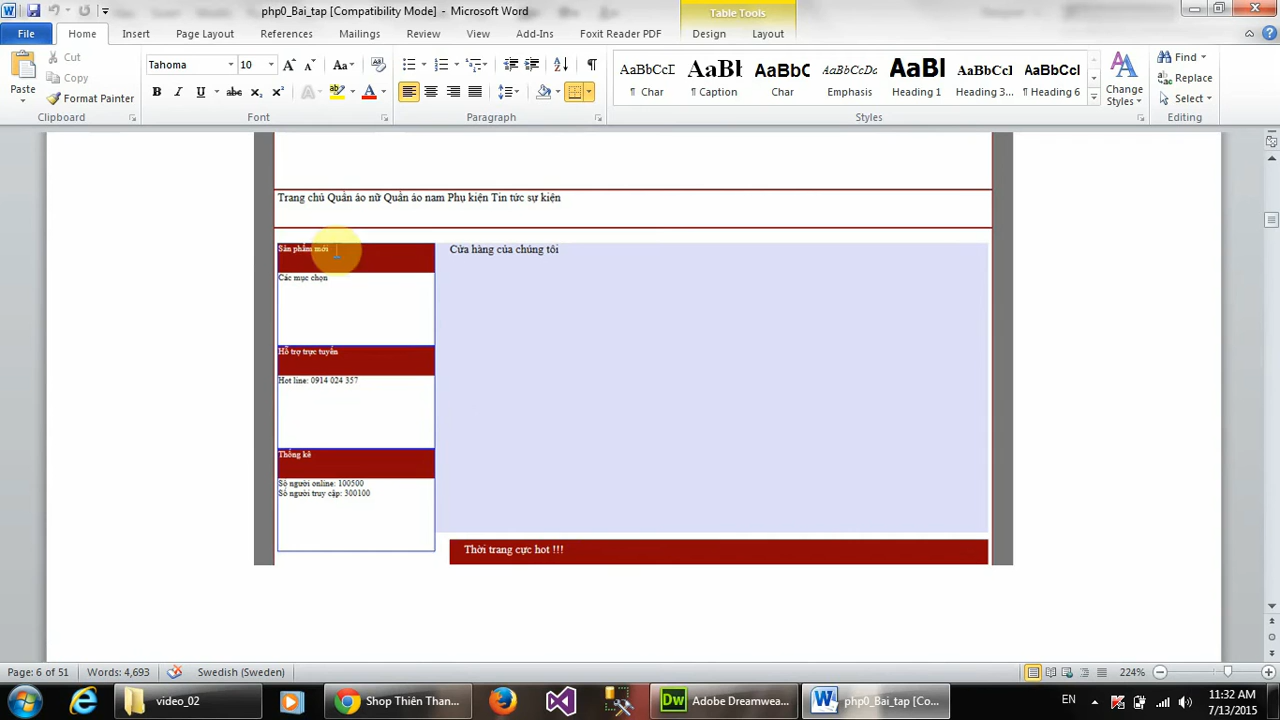 php0_Bai_tap [Compatibility Mode] - Microsoft Word
Table Tools
File Home Insert Page Layout References Mailings Review View Add-Ins Foxit Reader PDF Design Layout
Paste
Cut
Copy
Format Painter
Clipboard
Tahoma 10
Font
Paragraph
AaBbCcI AaBl AaBbC AaBbCcDc AaBl AaBbCcI AaBbCcl
¶ Char ¶ Caption Char Emphasis Heading 1 Heading 3... ¶ Heading 6
Styles
Change Styles
Find
Replace
Select
Editing
Trang chủ Quần áo nữ Quần áo nam Phụ kiện Tin tức sự kiện
Sản phẩm mới
Các mục chọn
Hỗ trợ trực tuyến
Hot line: 0914 024 357
Thống kê
Số người online: 100500
Số người truy cập: 300100
Cửa hàng của chúng tôi
Thời trang cực hot !!!
Page: 6 of 51 Words: 4,693 Swedish (Sweden) 224%
video_02
Shop Thiên Than...
Adobe Dreamwea...
php0_Bai_tap [Co...
EN
11:32 AM
7/13/2015